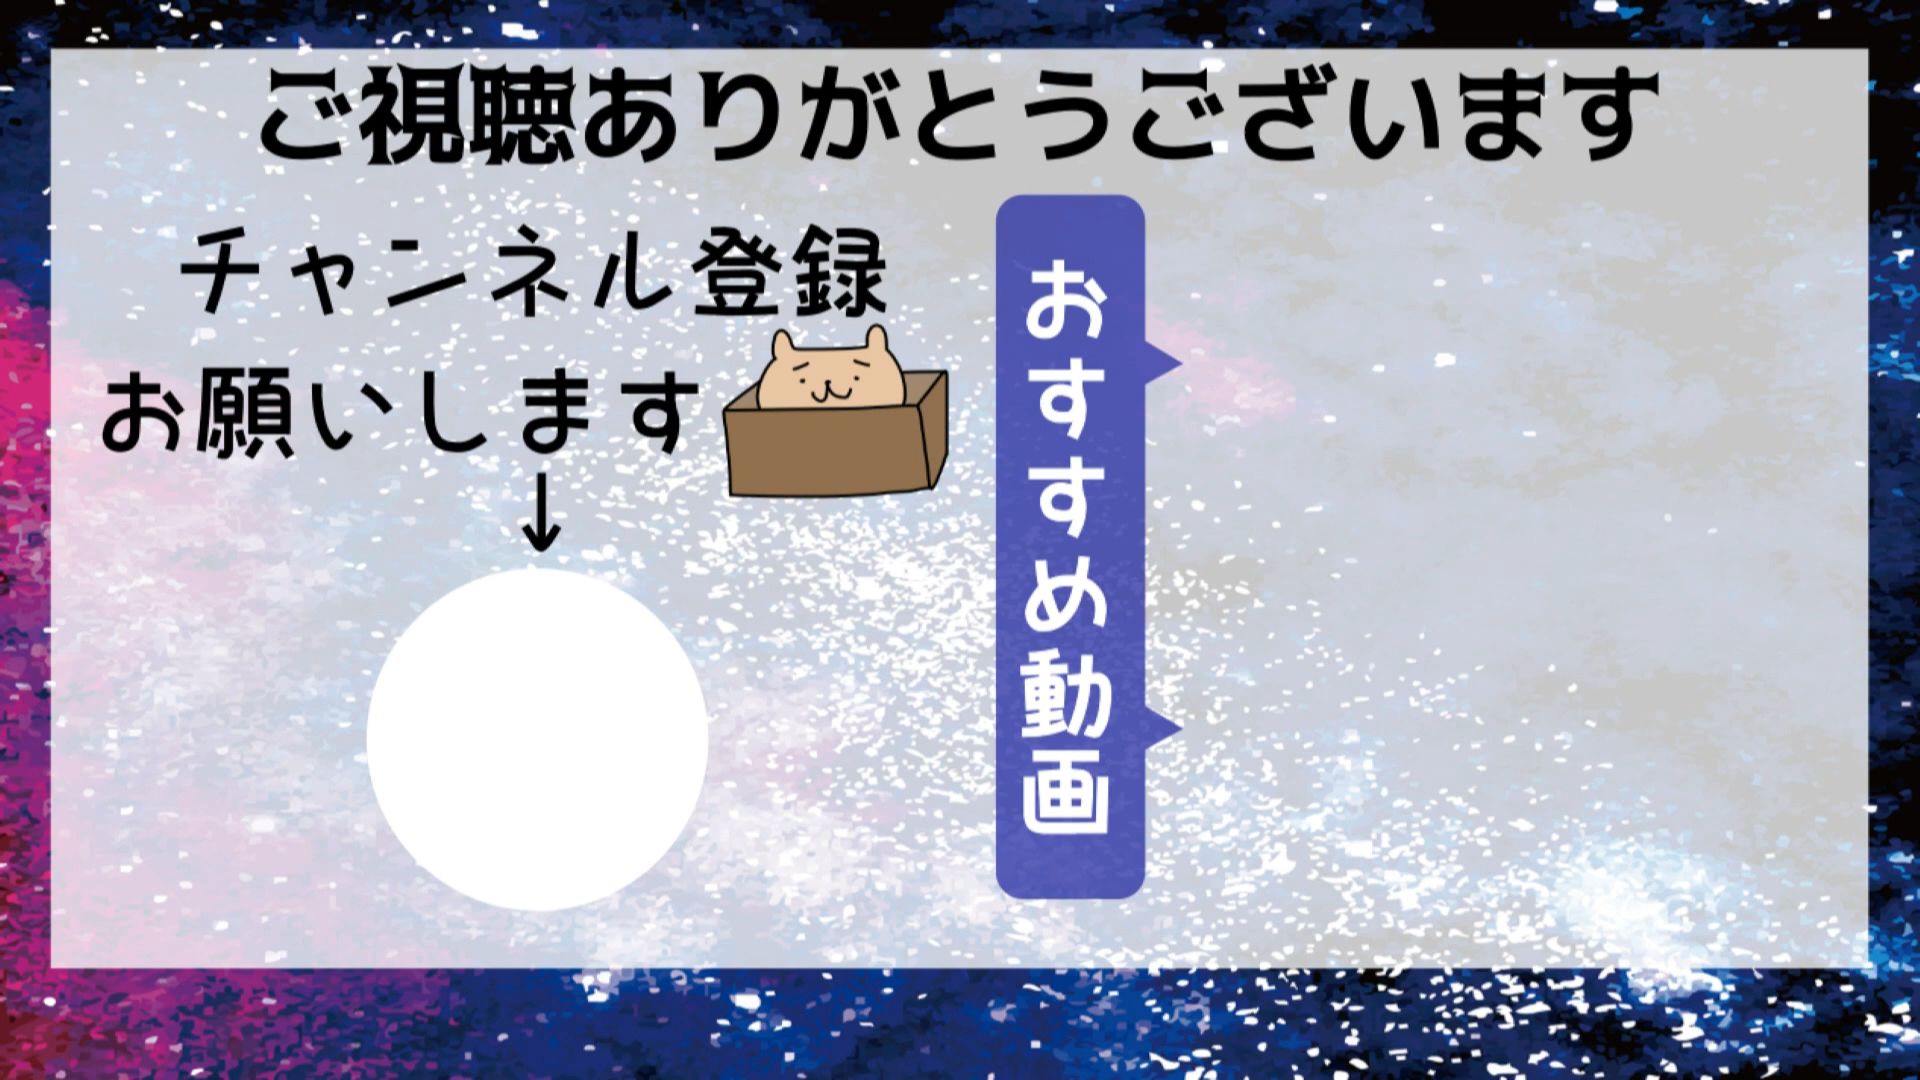 ご視聴ありがとうございます
チャンネル登録
お願いします
↓
おすすめ動画